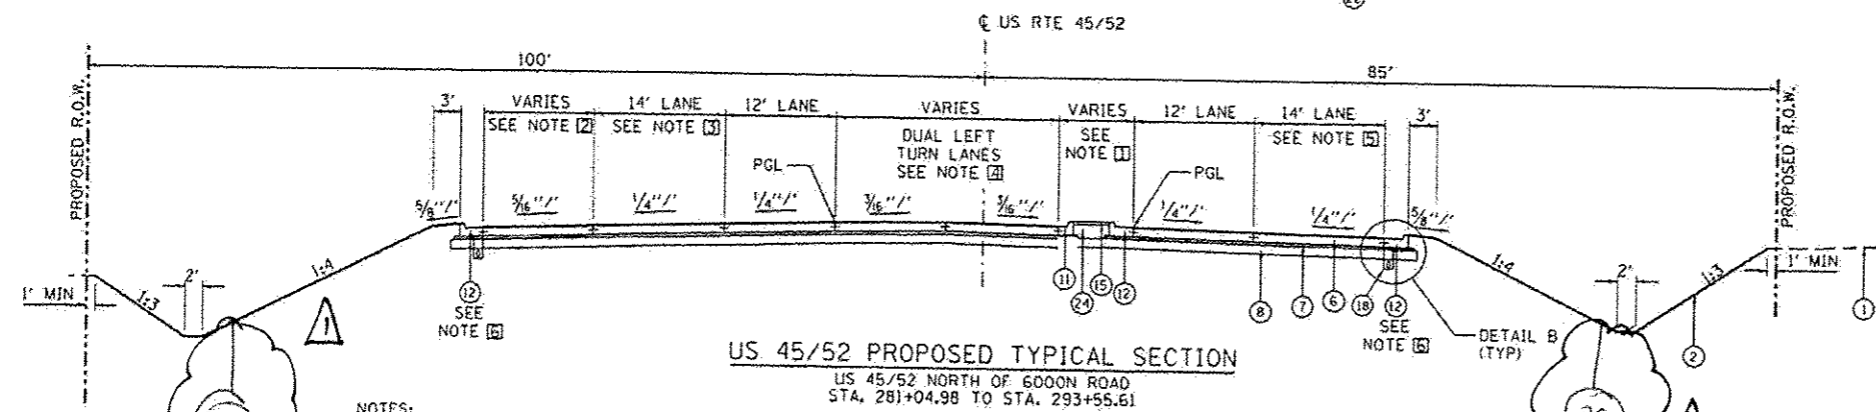 ℄ US RTE 45/52
100'
85'
PROPOSED R.O.W.
PROPOSED R.O.W.
3'
VARIES
SEE NOTE 2
14' LANE
SEE NOTE 3
12' LANE
VARIES
DUAL LEFT
TURN LANES
SEE NOTE 4
VARIES
SEE
NOTE 1
12' LANE
14' LANE
SEE NOTE 5
3'
PGL
PGL
5/8"/'
5/16"/'
1/4"/'
1/4"/'
3/16"/'
3/16"/'
1/4"/'
1/4"/'
5/8"/'
1' MIN
1:3
2'
1:4
1
12
SEE
NOTE 6
11
24
15
12
8
7
6
18
12
SEE
NOTE 6
DETAIL B
(TYP)
1:4
2'
1:3
2
1' MIN
1
US 45/52 PROPOSED TYPICAL SECTION
US 45/52 NORTH OF 6000N ROAD
STA. 281+04.98 TO STA. 293+55.61
NOTES: